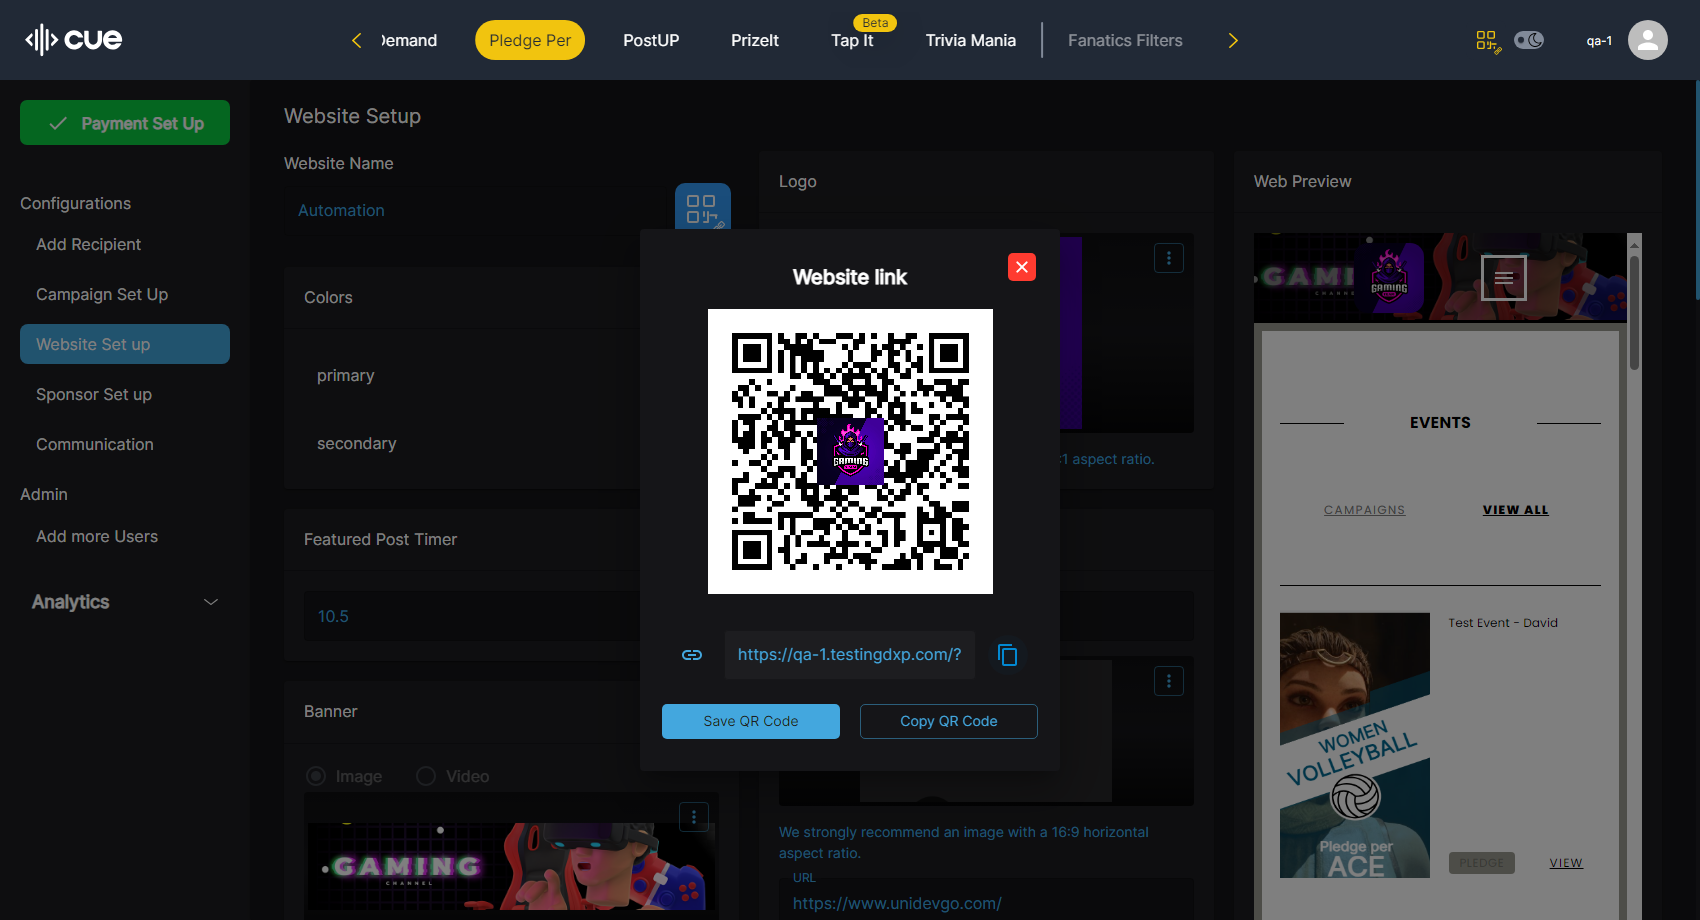 cue
Demand
Pledge Per
PostUP
PrizeIt
Beta
Tap It
Trivia Mania
Fanatics Filters
qa-1
Payment Set Up
Configurations
Add Recipient
Campaign Set Up
Website Set up
Sponsor Set up
Communication
Admin
Add more Users
Analytics
Website Setup
Website Name
Automation
Colors
primary
secondary
Featured Post Timer
10.5
Banner
Image
Video
GAMING
CHANNEL
Logo
:1 aspect ratio.
We strongly recommend an image with a 16:9 horizontal
aspect ratio.
URL
https://www.unidevgo.com/
Website link
GAMING
https://qa-1.testingdxp.com/?
Save QR Code
Copy QR Code
Web Preview
GAMING
CHANNEL
GAMING
EVENTS
CAMPAIGNS
VIEW ALL
Test Event - David
WOMEN
VOLLEYBALL
Pledge per
ACE
PLEDGE
VIEW